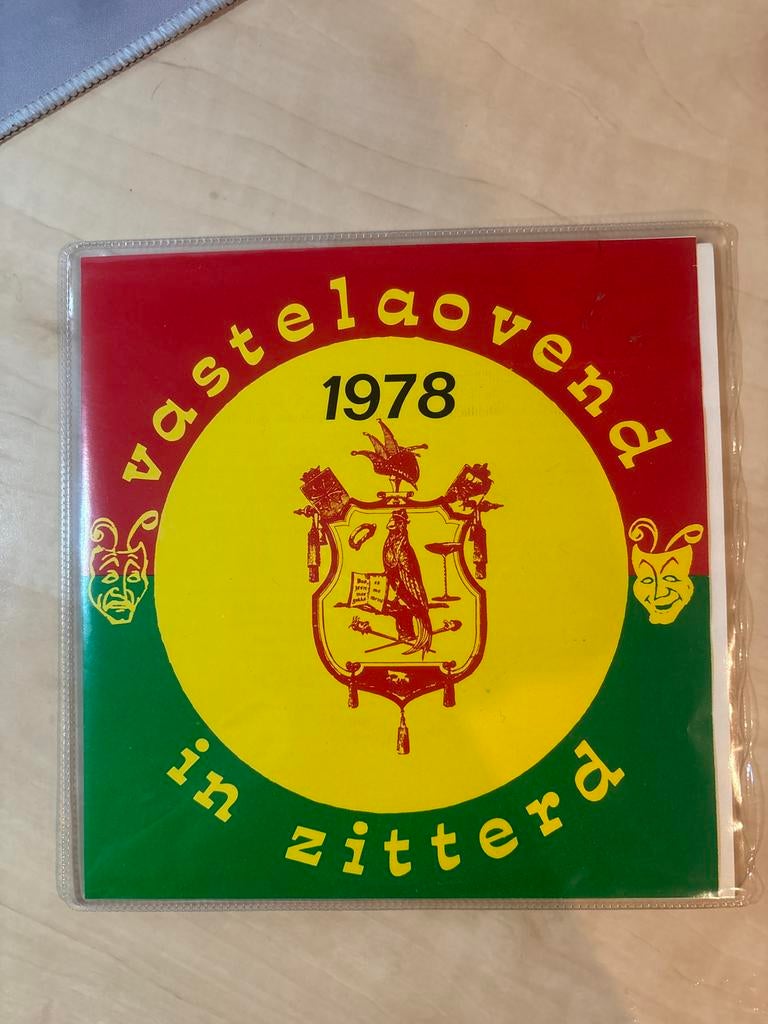 vastelaovend
1978
in zitterd